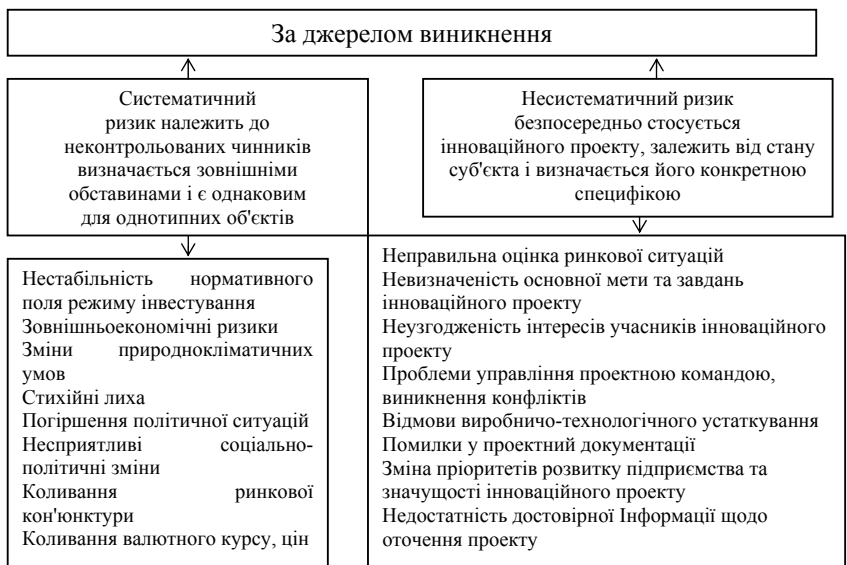 За джерелом виникнення
Систематичний
ризик належить до
неконтрольованих чинників
визначається зовнішніми
обставинами і є однаковим
для однотипних об'єктів
Несистематичний ризик
безпосередньо стосується
інноваційного проекту, залежить від стану
суб'єкта і визначається його конкретною
специфікою
Нестабільність нормативного
поля режиму інвестування
Зовнішньоекономічні ризики
Зміни природнокліматичних
умов
Стихійні лиха
Погіршення політичної ситуацій
Несприятливі соціально-
політичні зміни
Коливання ринкової
кон'юнктури
Коливання валютного курсу, цін
Неправильна оцінка ринкової ситуацій
Невизначеність основної мети та завдань
інноваційного проекту
Неузгодженість інтересів учасників інноваційного
проекту
Проблеми управління проектною командою,
виникнення конфліктів
Відмови виробничо-технологічного устаткування
Помилки у проектний документації
Зміна пріоритетів розвитку підприємства та
значущості інноваційного проекту
Недостатність достовірної Інформації щодо
оточення проекту